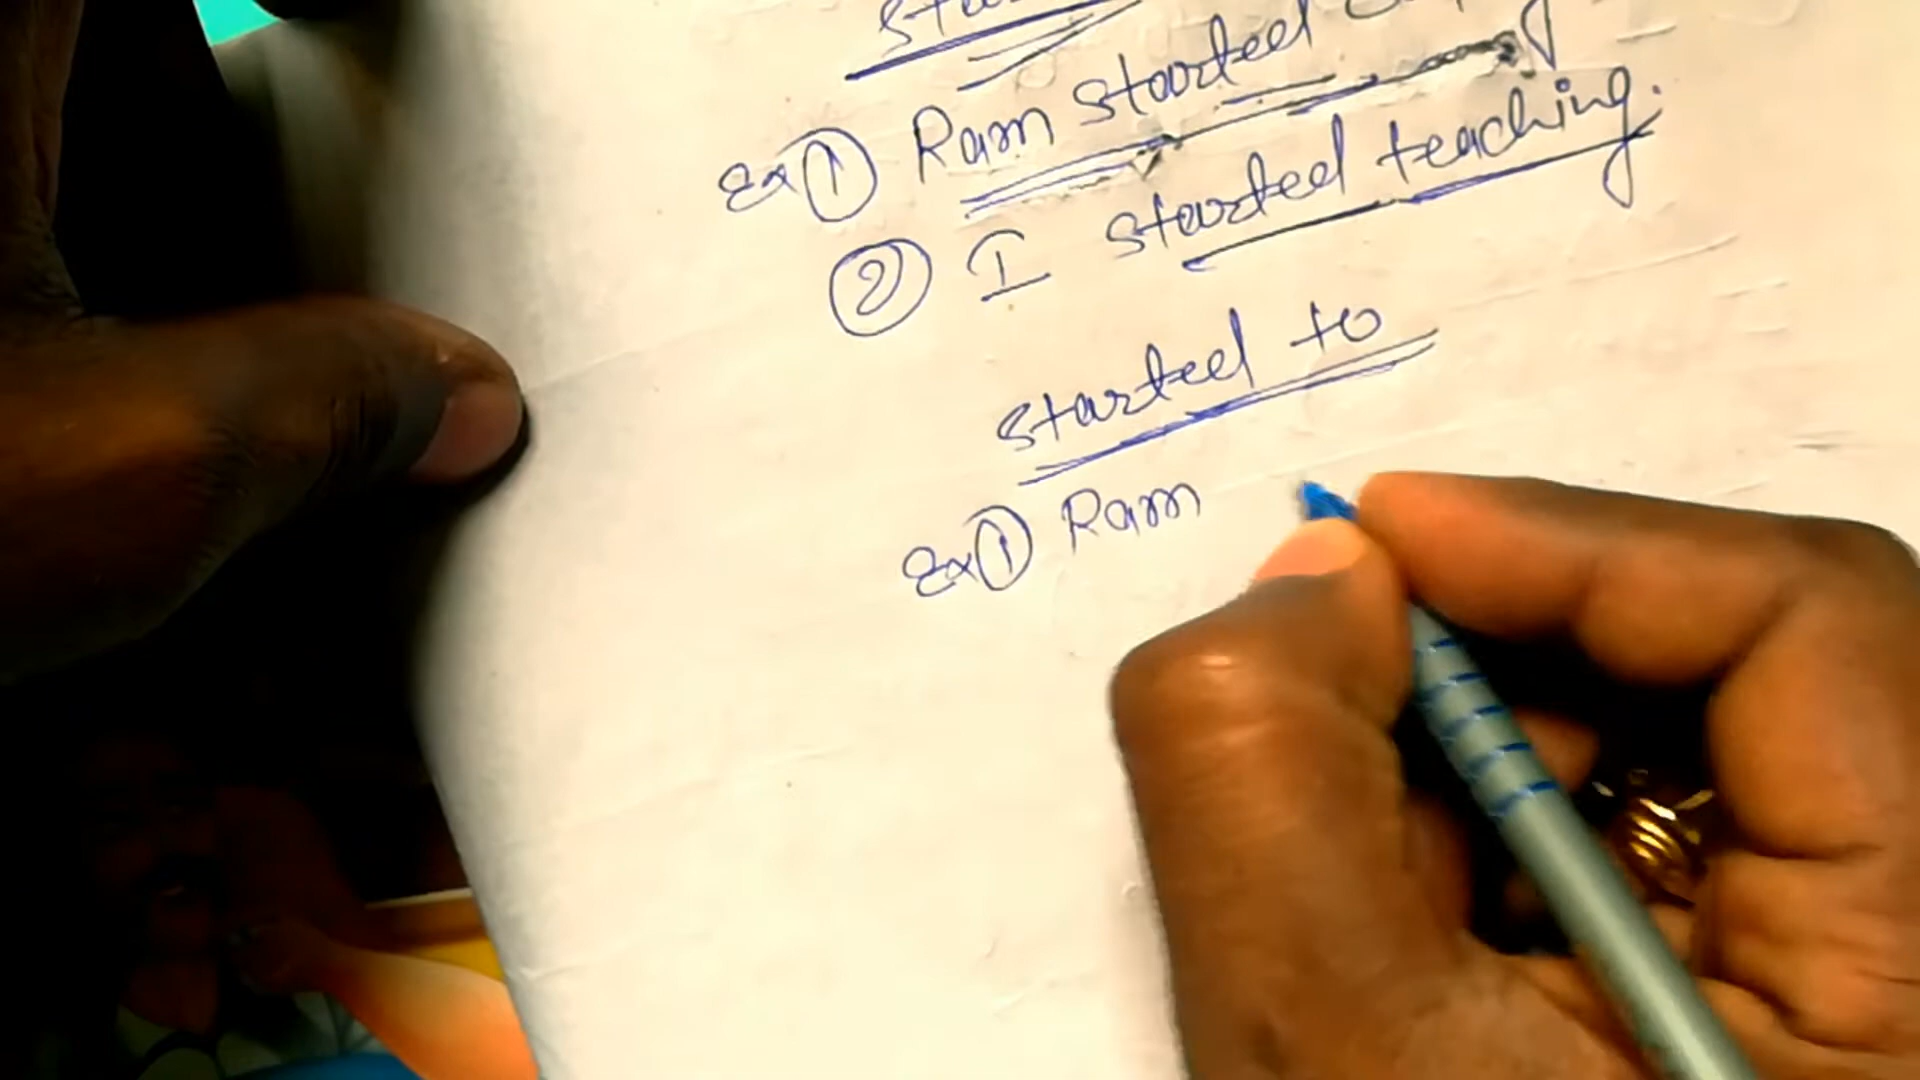 Ex ① Ram started
② I started teaching.
started to
Ex ① Ram